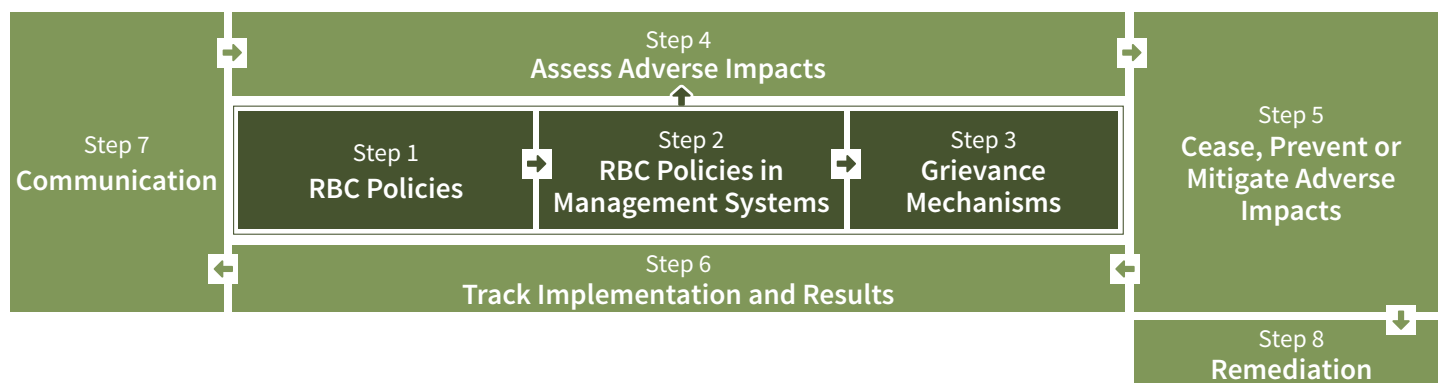 Step 4
Assess Adverse Impacts
Step 7
Communication
Step 1
RBC Policies
Step 2
RBC Policies in
Management Systems
Step 3
Grievance
Mechanisms
Step 5
Cease, Prevent or
Mitigate Adverse
Impacts
Step 6
Track Implementation and Results
Step 8
Remediation